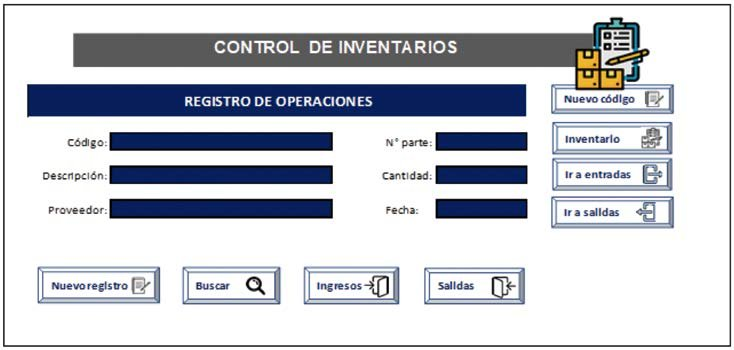 CONTROL DE INVENTARIOS
REGISTRO DE OPERACIONES
Nuevo código
Código:
N° parte:
Inventario
Descripción:
Cantidad:
Ir a entradas
Proveedor:
Fecha:
Ir a salidas
Nuevo registro
Buscar
Ingresos
Salidas